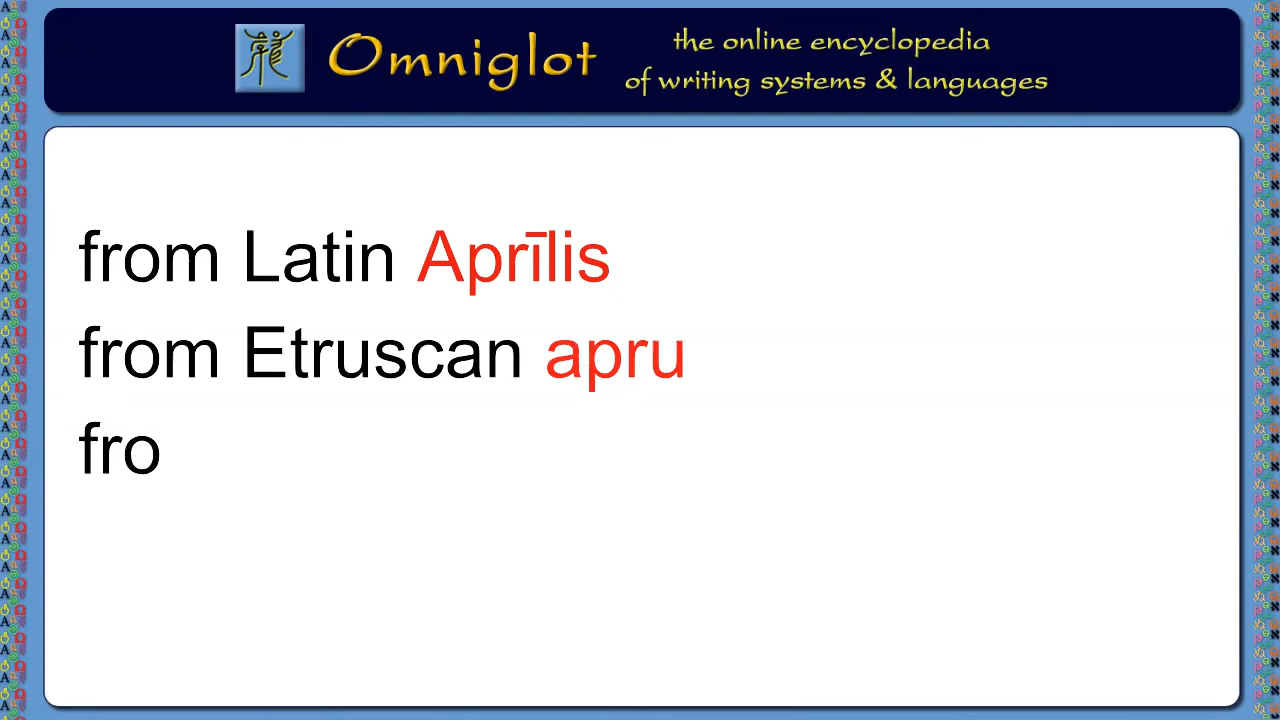 Omniglot
the online encyclopedia
of writing systems & languages
from Latin Aprīlis
from Etruscan apru
fro